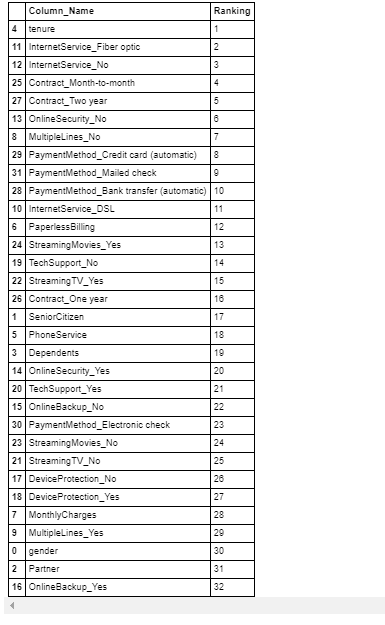 Column_Name Ranking
4 tenure 1
11 InternetService_Fiber optic 2
12 InternetService_No 3
25 Contract_Month-to-month 4
27 Contract_Two year 5
13 OnlineSecurity_No 6
8 MultipleLines_No 7
29 PaymentMethod_Credit card (automatic) 8
31 PaymentMethod_Mailed check 9
28 PaymentMethod_Bank transfer (automatic) 10
10 InternetService_DSL 11
6 PaperlessBilling 12
24 StreamingMovies_Yes 13
19 TechSupport_No 14
22 StreamingTV_Yes 15
26 Contract_One year 16
1 SeniorCitizen 17
5 PhoneService 18
3 Dependents 19
14 OnlineSecurity_Yes 20
20 TechSupport_Yes 21
15 OnlineBackup_No 22
30 PaymentMethod_Electronic check 23
23 StreamingMovies_No 24
21 StreamingTV_No 25
17 DeviceProtection_No 26
18 DeviceProtection_Yes 27
7 MonthlyCharges 28
9 MultipleLines_Yes 29
0 gender 30
2 Partner 31
16 OnlineBackup_Yes 32